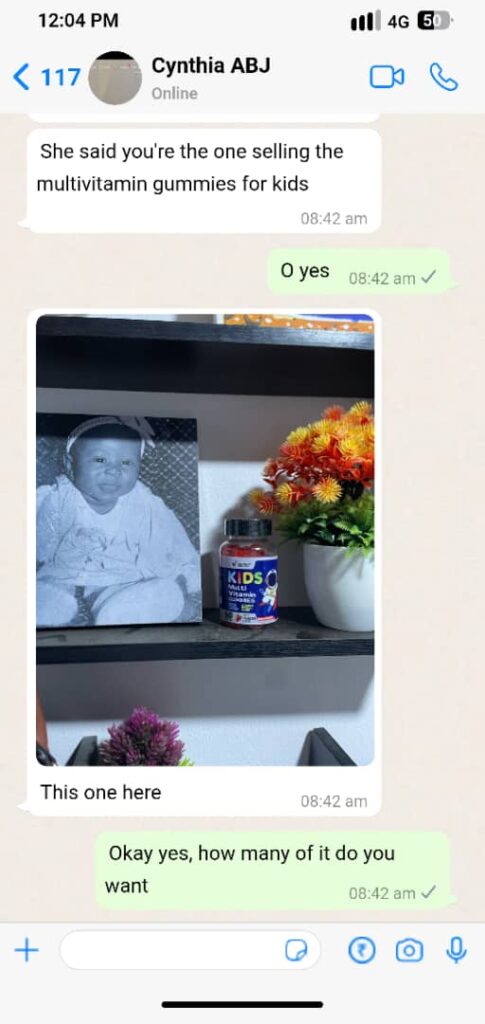 12:04 PM
4G 50
117
Cynthia ABJ
Online
She said you're the one selling the
multivitamin gummies for kids
08:42 am
O yes
08:42 am
KiDS
Multi
Vitamin
GUMMIES
This one here
08:42 am
Okay yes, how many of it do you
want
08:42 am
₹